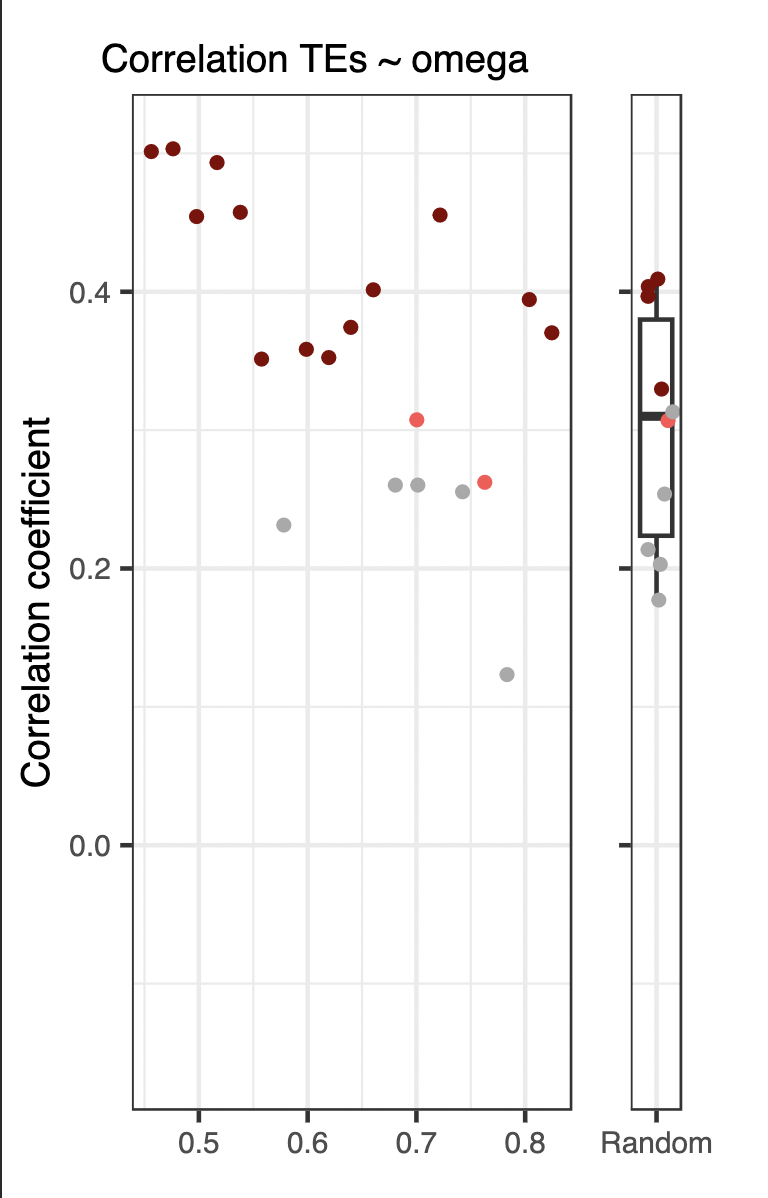 Correlation TEs ~ omega
Correlation coefficient
0.4
0.2
0.0
0.5 0.6 0.7 0.8 Random